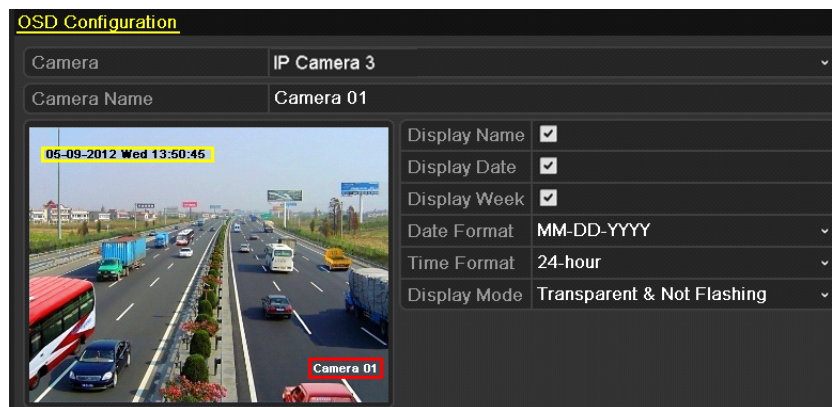 OSD Configuration
Camera IP Camera 3
Camera Name Camera 01
05-09-2012 Wed 13:50:45
Camera 01
Display Name
Display Date
Display Week
Date Format MM-DD-YYYY
Time Format 24-hour
Display Mode Transparent & Not Flashing